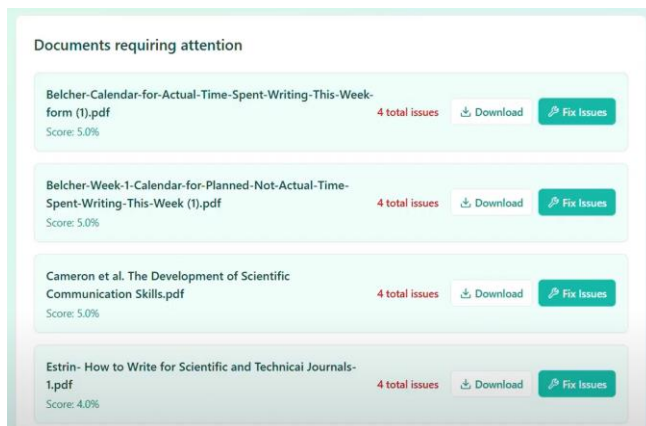 Documents requiring attention
Belcher-Calendar-for-Actual-Time-Spent-Writing-This-Week-
form (1).pdf
4 total issues
Download
Fix Issues
Score: 5.0%
Belcher-Week-1-Calendar-for-Planned-Not-Actual-Time-
Spent-Writing-This-Week (1).pdf
4 total issues
Download
Fix Issues
Score: 5.0%
Cameron et al. The Development of Scientific
Communication Skills.pdf
4 total issues
Download
Fix Issues
Score: 5.0%
Estrin- How to Write for Scientific and Technicai Journals-
1.pdf
4 total issues
Download
Fix Issues
Score: 4.0%